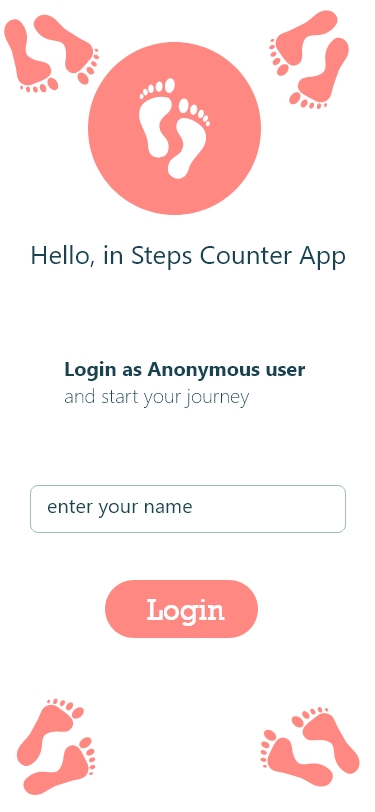 Hello, in Steps Counter App
Login as Anonymous user
and start your journey
enter your name
Login